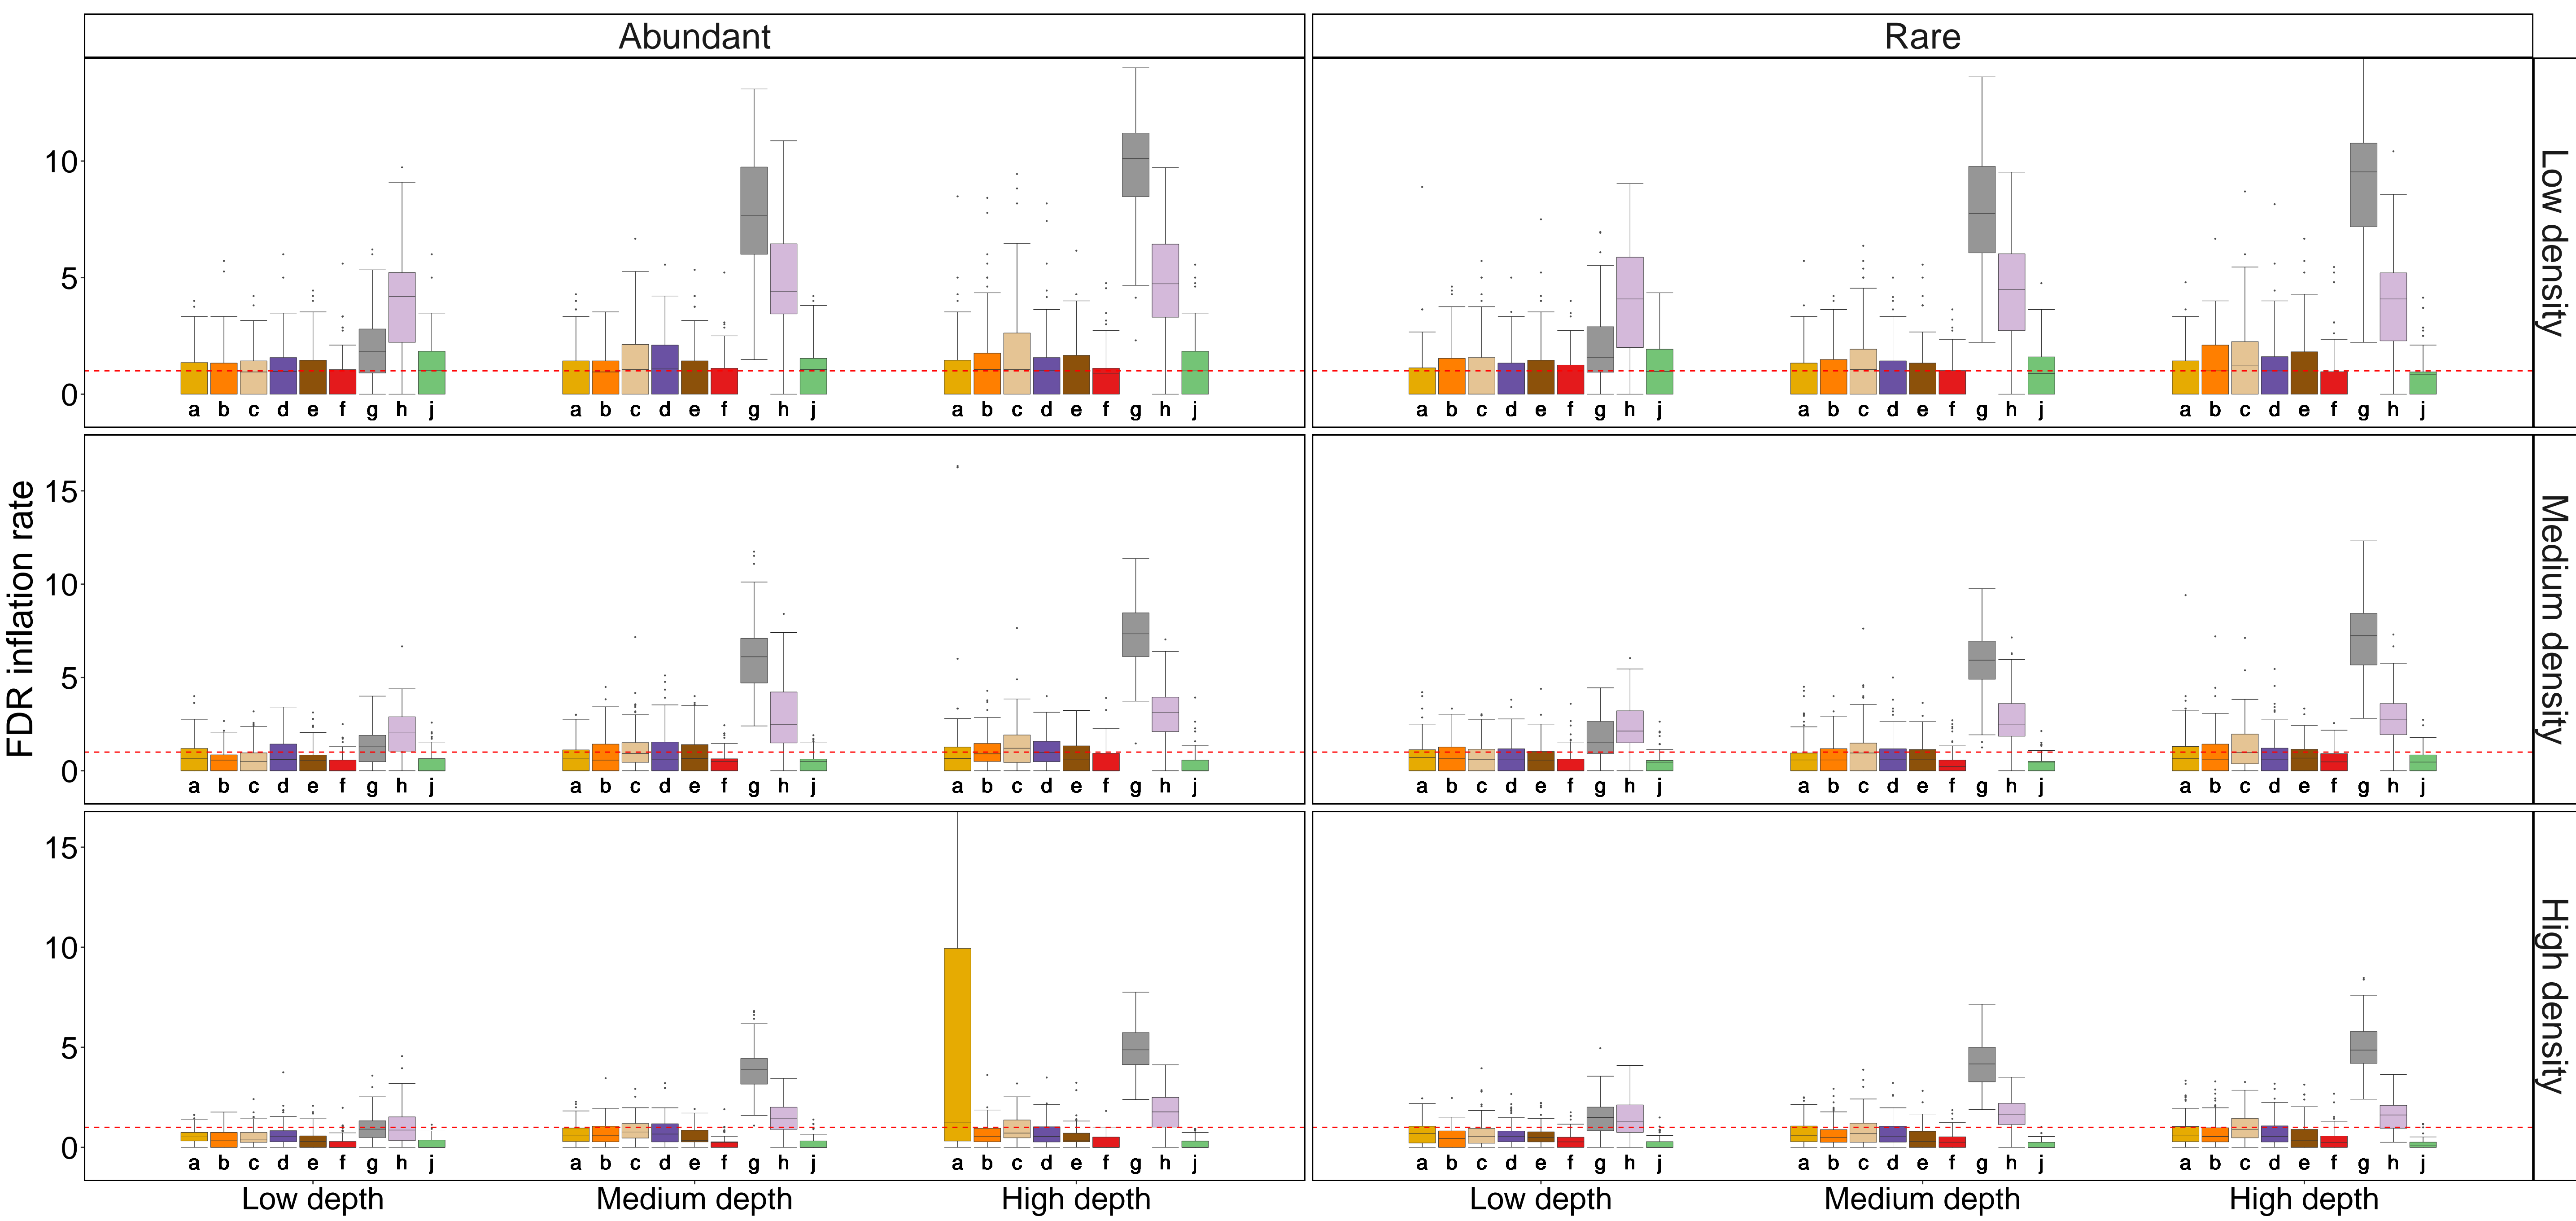 Abundant
Rare
10
5
0
a b c d e f g h j a b c d e f g h j a b c d e f g h j
a b c d e f g h j a b c d e f g h j a b c d e f g h j
Low density
FDR inflation rate
15
10
5
0
a b c d e f g h j a b c d e f g h j a b c d e f g h j
a b c d e f g h j a b c d e f g h j a b c d e f g h j
Medium density
15
10
5
0
a b c d e f g h j a b c d e f g h j a b c d e f g h j
a b c d e f g h j a b c d e f g h j a b c d e f g h j
High density
Low depth Medium depth High depth
Low depth Medium depth High depth